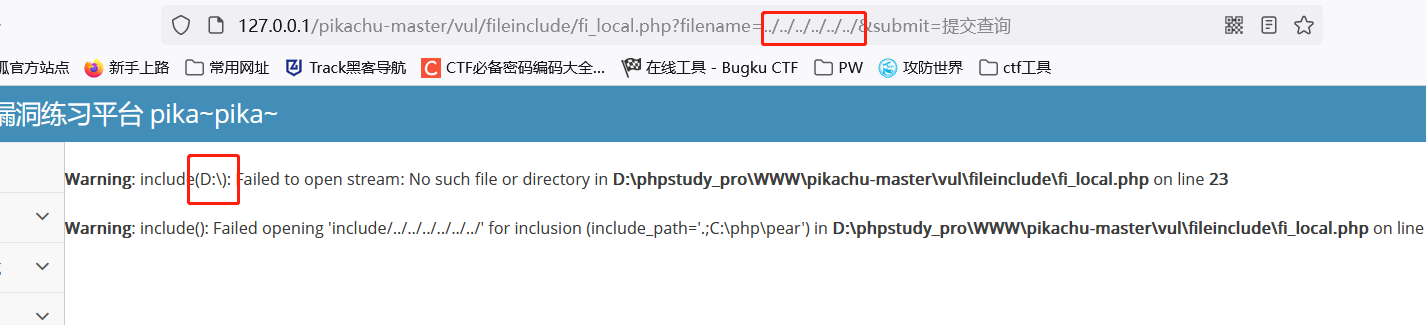 127.0.0.1/pikachu-master/vul/fileinclude/fi_local.php?filename=../../../../../../&submit=提交查询
狐官方站点 新手上路 常用网址 Track黑客导航 CTF必备密码编码大全... 在线工具 - Bugku CTF PW 攻防世界 ctf工具
漏洞练习平台 pika~pika~
Warning: include(D:\): Failed to open stream: No such file or directory in D:\phpstudy_pro\WWW\pikachu-master\vul\fileinclude\fi_local.php on line 23
Warning: include(): Failed opening 'include/../../../../../../' for inclusion (include_path='.;C:\php\pear') in D:\phpstudy_pro\WWW\pikachu-master\vul\fileinclude\fi_local.php on line